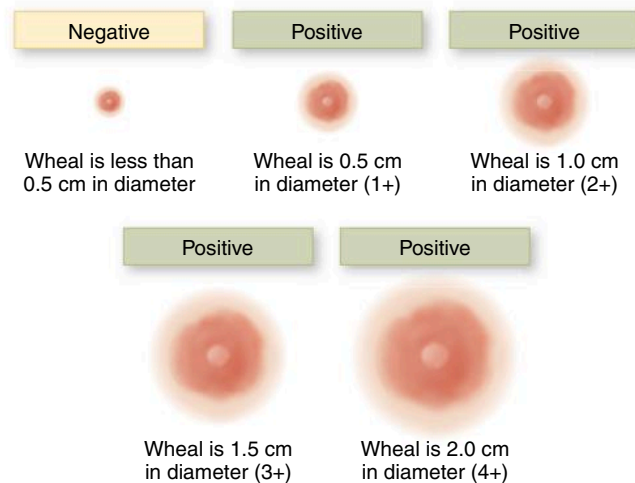 Negative
Positive
Positive
Wheal is less than
0.5 cm in diameter
Wheal is 0.5 cm
in diameter (1+)
Wheal is 1.0 cm
in diameter (2+)
Positive
Positive
Wheal is 1.5 cm
in diameter (3+)
Wheal is 2.0 cm
in diameter (4+)